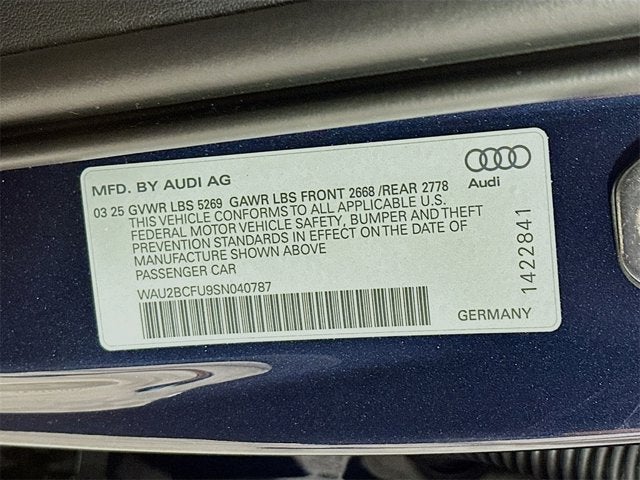 MFD. BY AUDI AG
Audi
03 25 GVWR LBS 5269 GAWR LBS FRONT 2668 /REAR 2778
THIS VEHICLE CONFORMS TO ALL APPLICABLE U.S.
FEDERAL MOTOR VEHICLE SAFETY, BUMPER AND THEFT
PREVENTION STANDARDS IN EFFECT ON THE DATE OF
MANUFACTURE SHOWN ABOVE
PASSENGER CAR
WAU2BCFU9SN040787
GERMANY
1422841